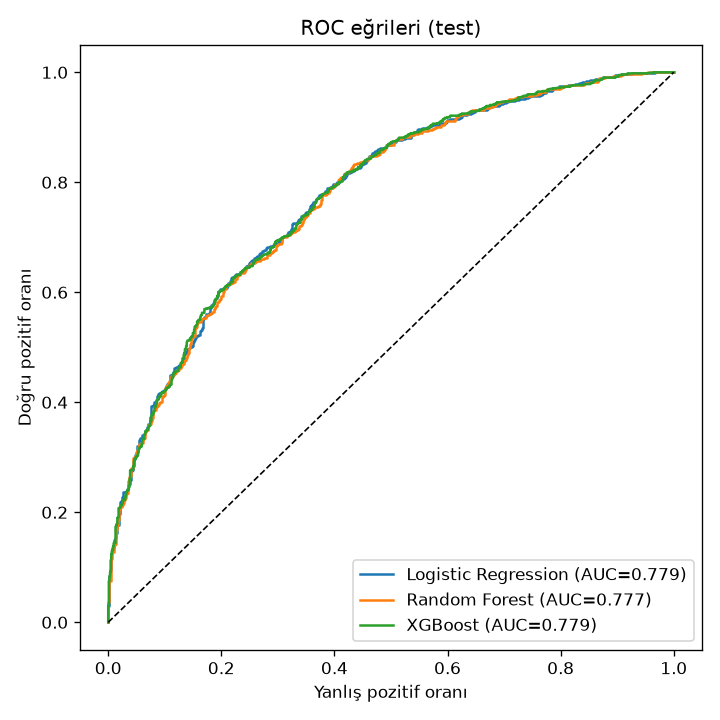 ROC eğrileri (test)
Doğru pozitif oranı
1.0
0.8
0.6
0.4
0.2
0.0
Logistic Regression (AUC=0.779)
Random Forest (AUC=0.777)
XGBoost (AUC=0.779)
0.0 0.2 0.4 0.6 0.8 1.0
Yanlış pozitif oranı